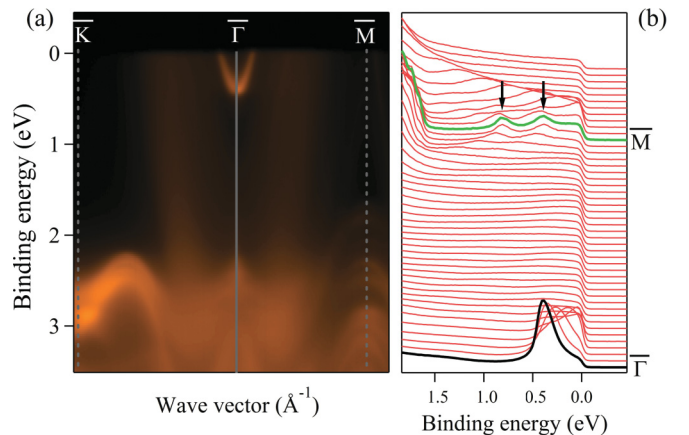 (a)
K̅ Γ̅ M̅
0
1
2
3
Binding energy (eV)
Wave vector (Å⁻¹)
(b)
M̅
Γ̅
1.5 1.0 0.5 0.0
Binding energy (eV)